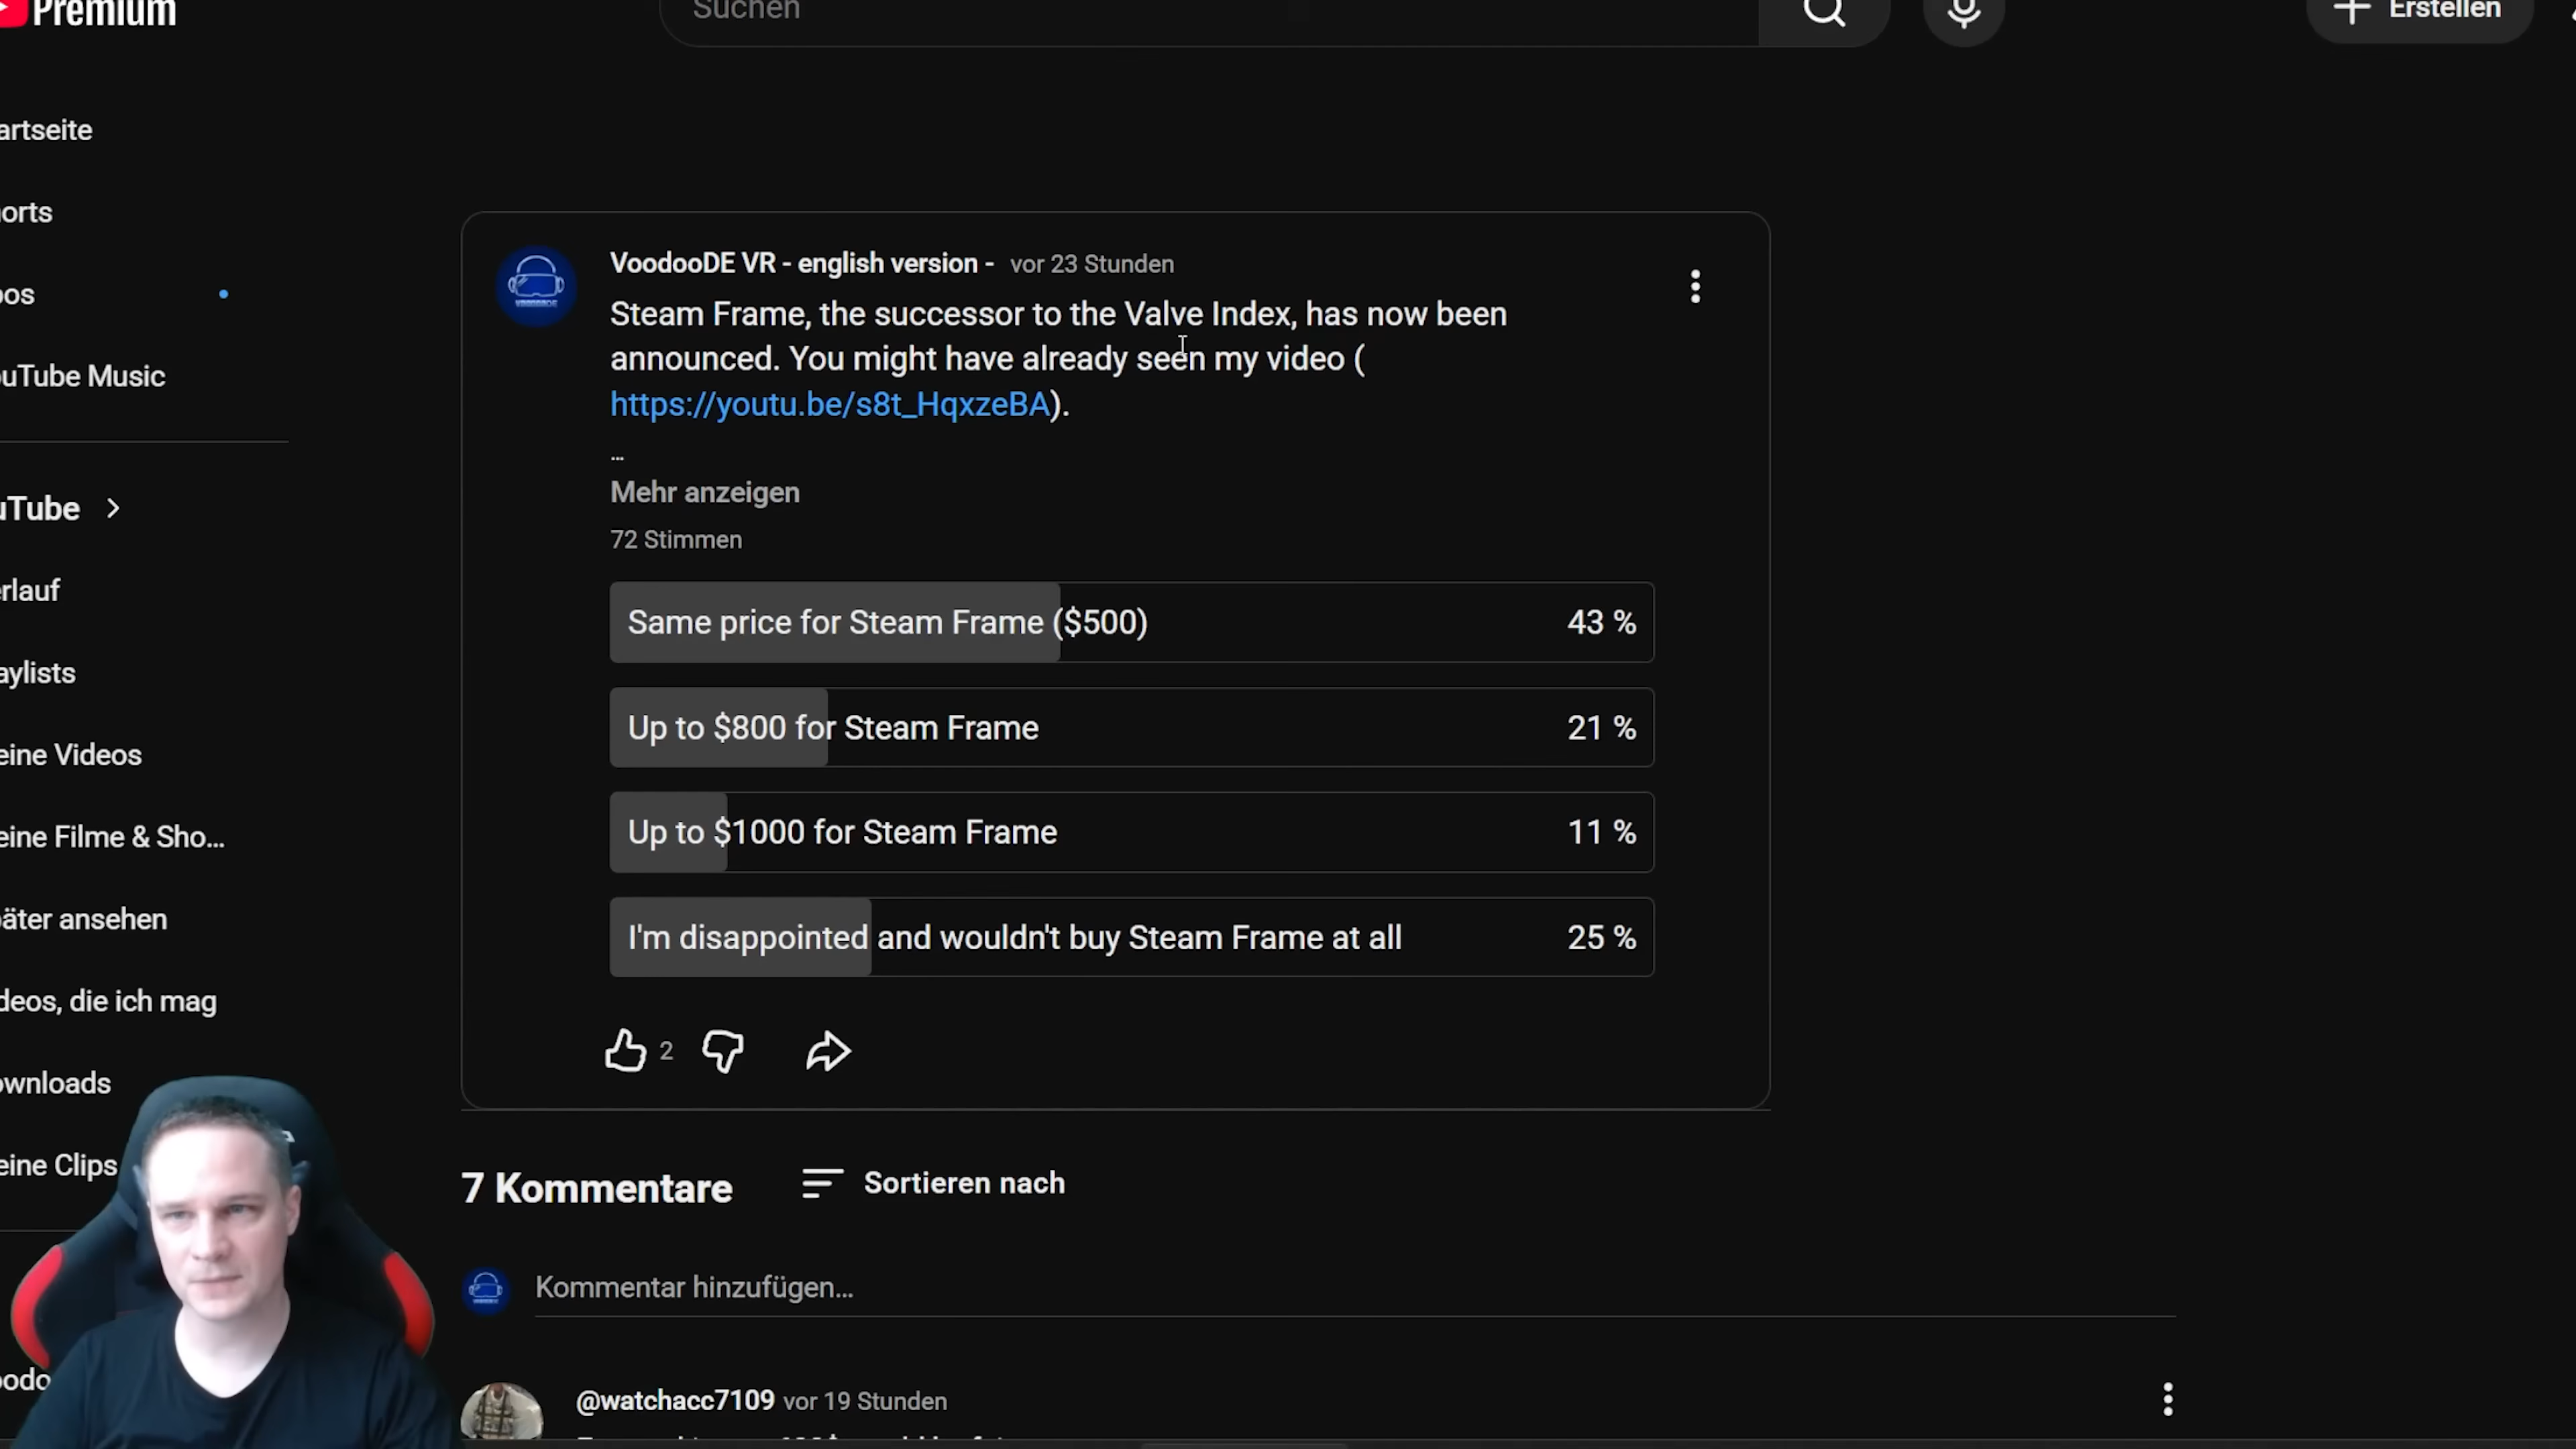 Premium
Suchen
Erstellen
artseite
orts
os
uTube Music
uTube
rlauf
aylists
eine Videos
eine Filme & Sho...
äter ansehen
deos, die ich mag
ownloads
eine Clips
VoodooDE VR - english version - vor 23 Stunden
Steam Frame, the successor to the Valve Index, has now been
announced. You might have already seen my video (
https://youtu.be/s8t_HqxzeBA).
...
Mehr anzeigen
72 Stimmen
Same price for Steam Frame ($500) 43 %
Up to $800 for Steam Frame 21 %
Up to $1000 for Steam Frame 11 %
I'm disappointed and wouldn't buy Steam Frame at all 25 %
2
7 Kommentare Sortieren nach
Kommentar hinzufügen...
@watchacc7109 vor 19 Stunden